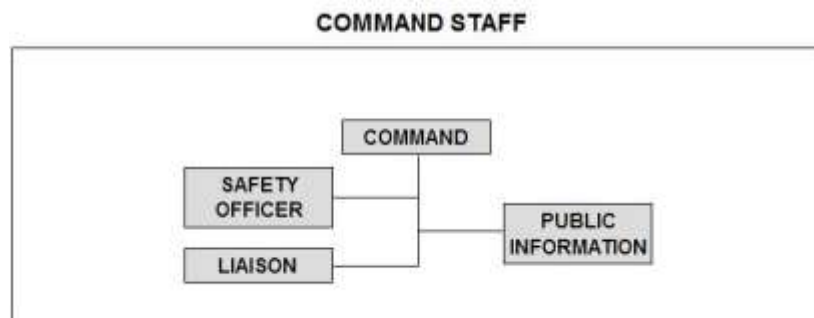 COMMAND STAFF
COMMAND
SAFETY
OFFICER
PUBLIC
INFORMATION
LIAISON